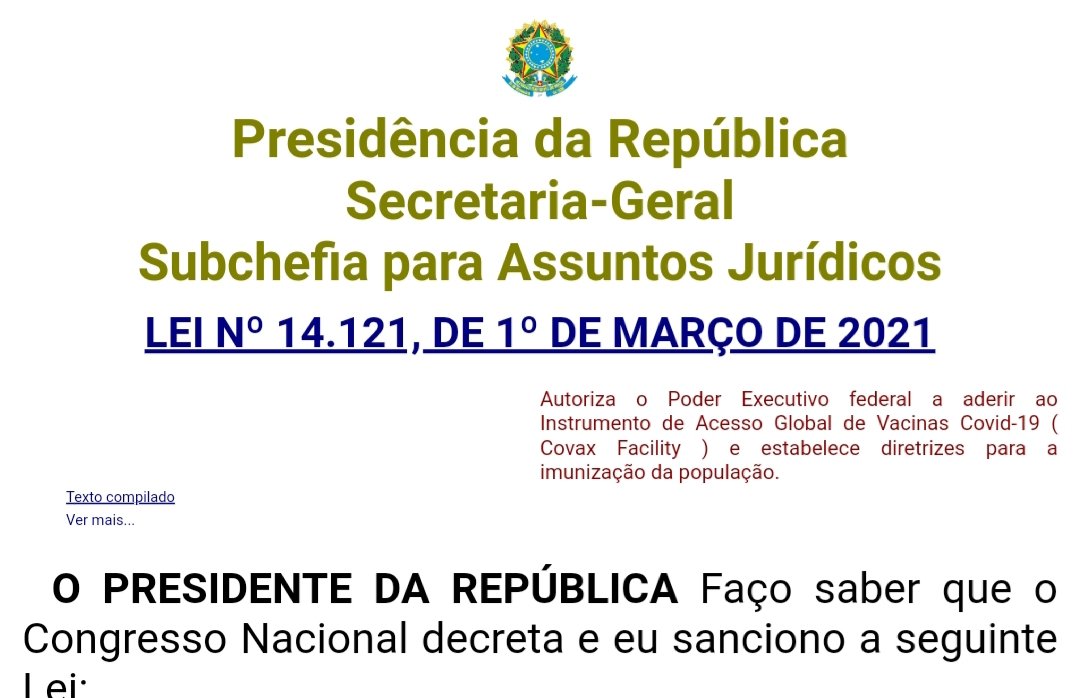 Presidência da República
Secretaria-Geral
Subchefia para Assuntos Jurídicos
LEI Nº 14.121, DE 1º DE MARÇO DE 2021
Autoriza o Poder Executivo federal a aderir ao
Instrumento de Acesso Global de Vacinas Covid-19 (
Covax Facility ) e estabelece diretrizes para a
imunização da população.
Texto compilado
Ver mais...
O PRESIDENTE DA REPÚBLICA Faço saber que o
Congresso Nacional decreta e eu sanciono a seguinte
Lei: